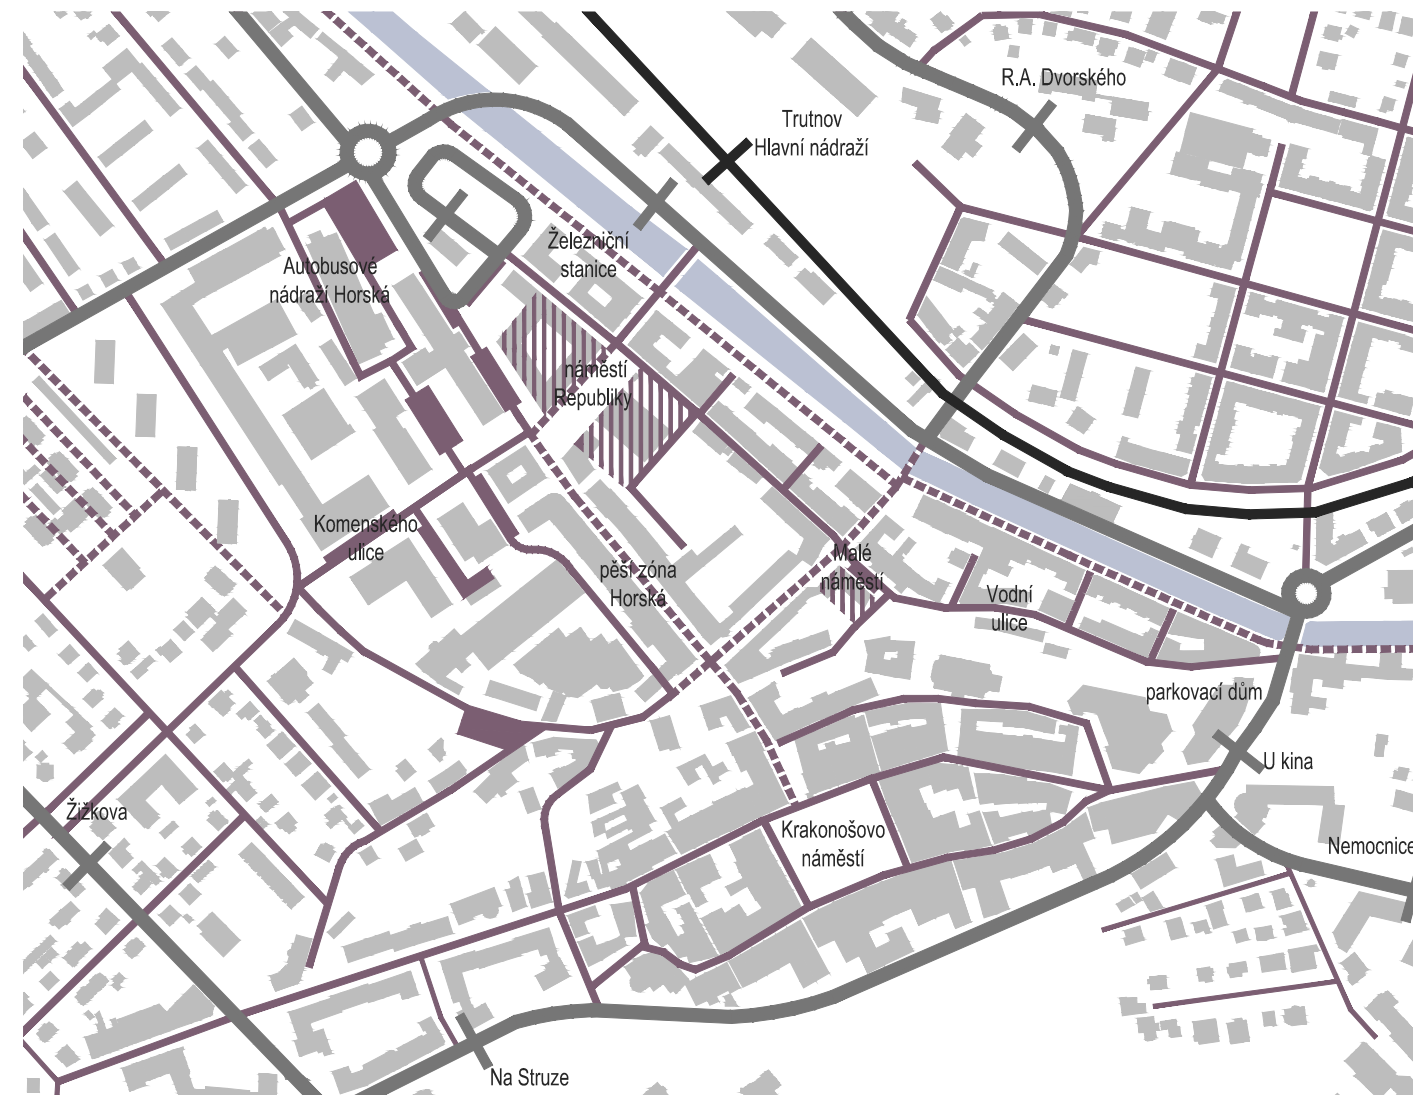 R.A. Dvorského
Trutnov
Hlavní nádraží
Železniční
stanice
Autobusové
nádraží Horská
náměstí
Republiky
Komenského
ulice
pěší zóna
Horská
Malé
náměstí
Vodní
ulice
parkovací dům
U kina
Žižkova
Krakonošovo
náměstí
Nemocnice
Na Struze